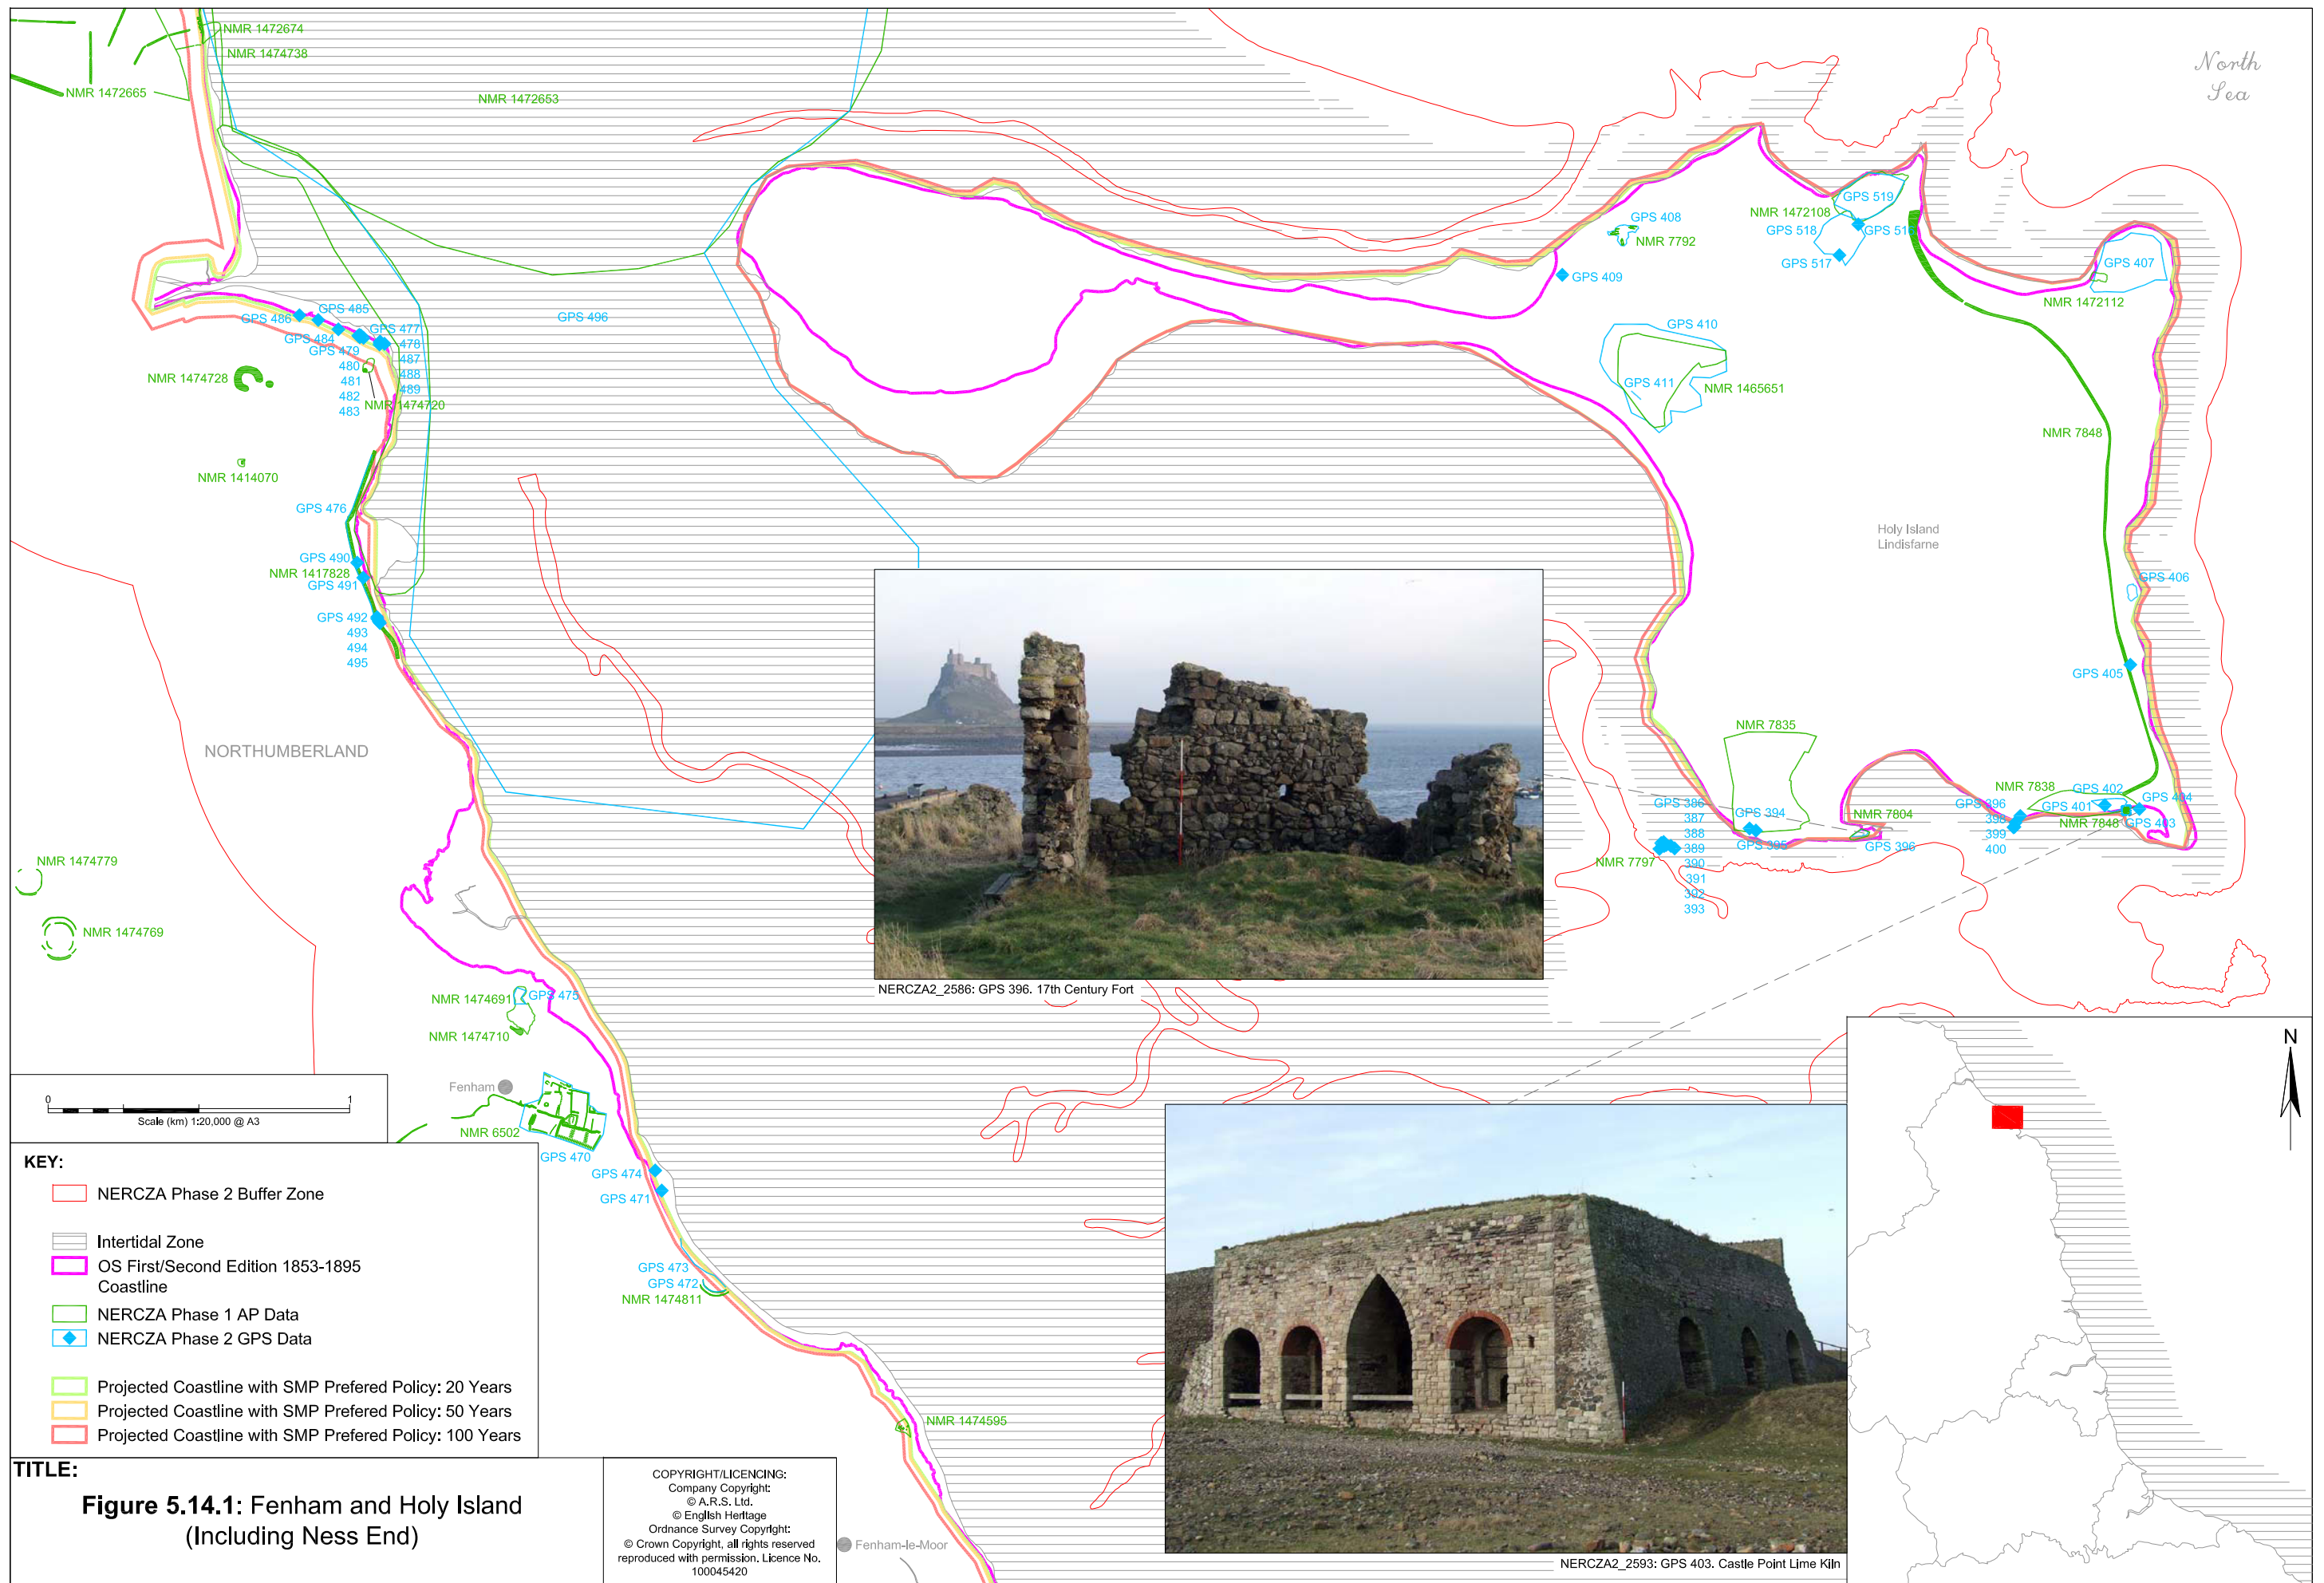 NMR 1472674
NMR 1474738
NMR 1472665
NMR 1472653
North
Sea
GPS 519
NMR 1472108
GPS 518
GPS 517
GPS 408
NMR 7792
GPS 409
GPS 407
NMR 1472112
GPS 485
GPS 486
GPS 484
GPS 477
478
487
488
489
GPS 479
480
481
482
483
GPS 496
NMR 1474728
NMR 1474720
NMR 1414070
GPS 410
GPS 411
NMR 1465651
NMR 7848
Holy Island
Lindisfarne
GPS 476
GPS 490
NMR 1417828
GPS 491
GPS 492
493
494
495
GPS 406
GPS 405
NORTHUMBERLAND
NMR 7835
GPS 386
387
388
389
390
391
392
393
NMR 7797
GPS 394
GPS 395
NMR 7804
GPS 396
GPS 396
398
399
400
NMR 7838
GPS 402
GPS 401
GPS 404
NMR 7848
GPS 403
NMR 1474779
NMR 1474769
NERCZA2_2586: GPS 396. 17th Century Fort
NMR 1474691
GPS 475
NMR 1474710
Fenham
NMR 6502
GPS 470
GPS 474
GPS 471
GPS 473
GPS 472
NMR 1474811
NMR 1474595
Fenham-le-Moor
N
NERCZA2_2593: GPS 403. Castle Point Lime Kiln
0 1
Scale (km) 1:20,000 @ A3
KEY:
NERCZA Phase 2 Buffer Zone
Intertidal Zone
OS First/Second Edition 1853-1895
Coastline
NERCZA Phase 1 AP Data
NERCZA Phase 2 GPS Data
Projected Coastline with SMP Prefered Policy: 20 Years
Projected Coastline with SMP Prefered Policy: 50 Years
Projected Coastline with SMP Prefered Policy: 100 Years
TITLE:
Figure 5.14.1: Fenham and Holy Island
(Including Ness End)
COPYRIGHT/LICENCING:
Company Copyright:
© A.R.S. Ltd.
© English Heritage
Ordnance Survey Copyright:
© Crown Copyright, all rights reserved
reproduced with permission. Licence No.
100045420